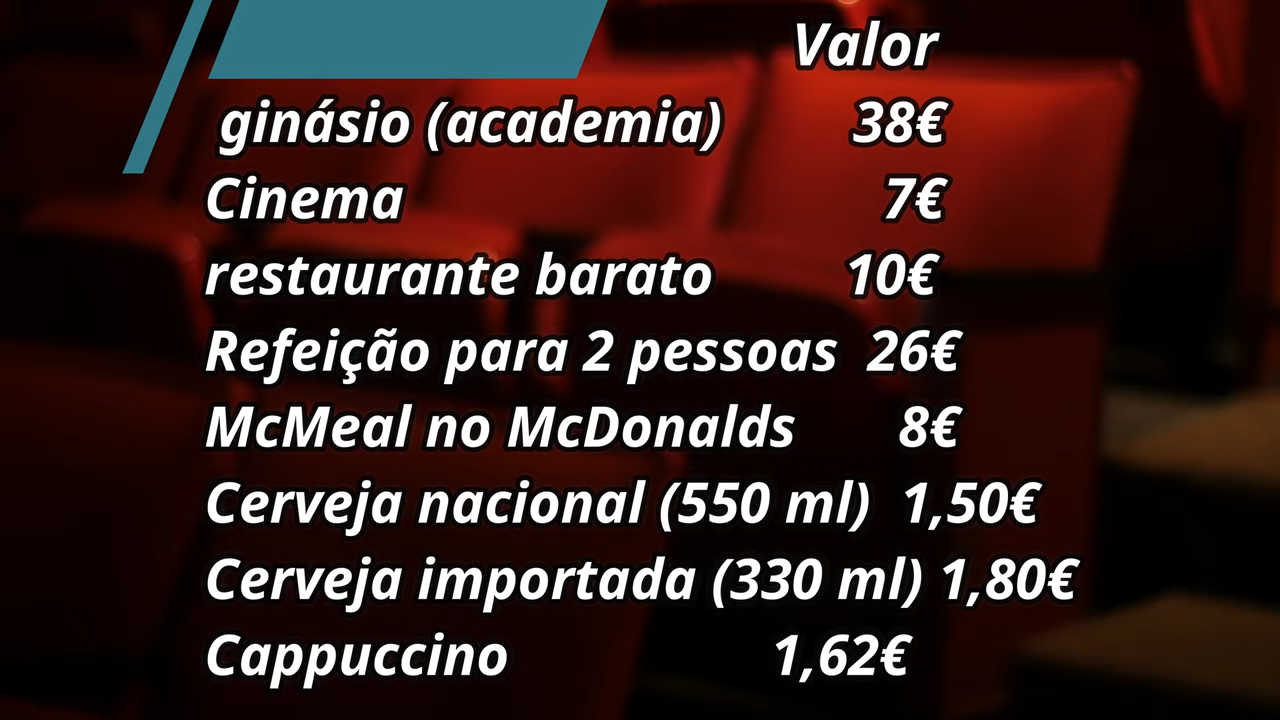 Valor
ginásio (academia) 38€
Cinema 7€
restaurante barato 10€
Refeição para 2 pessoas 26€
McMeal no McDonalds 8€
Cerveja nacional (550 ml) 1,50€
Cerveja importada (330 ml) 1,80€
Cappuccino 1,62€